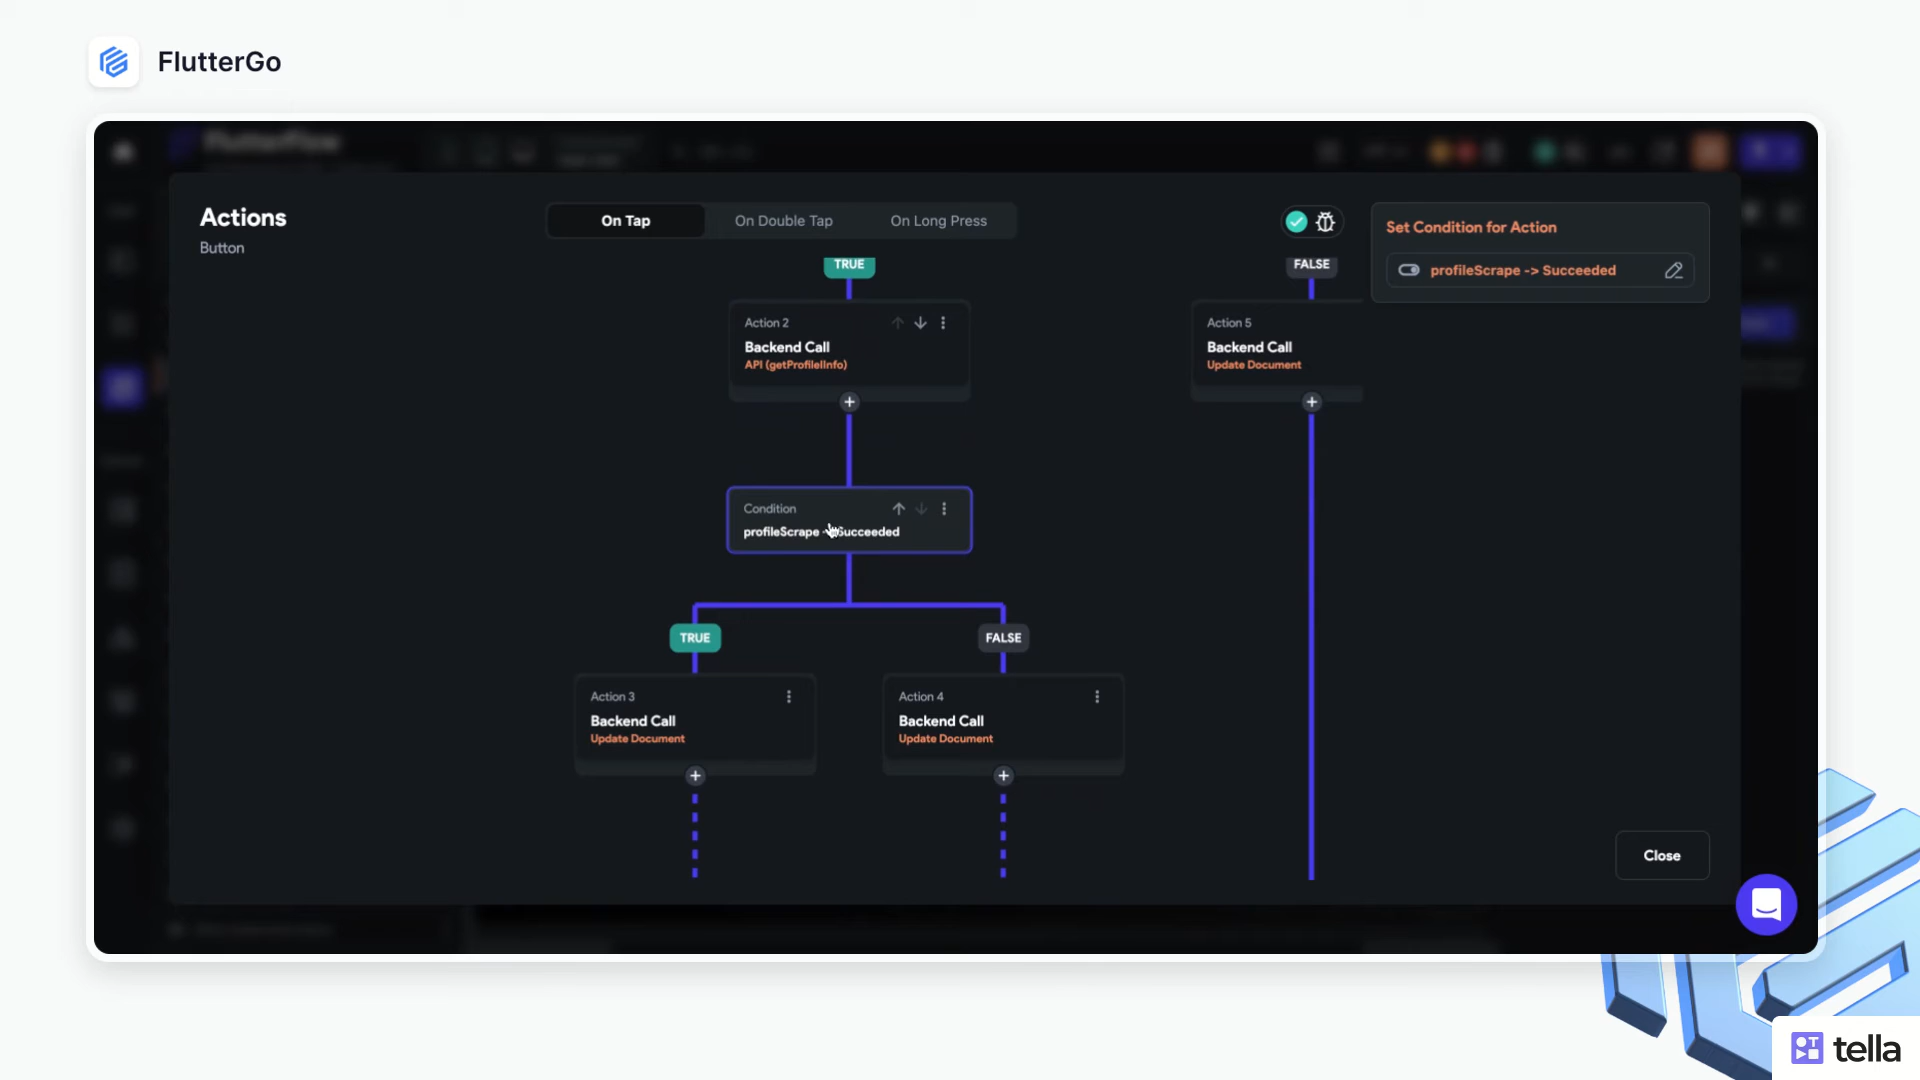 FlutterGo
FlutterFlow
Actions
Button
On Tap
On Double Tap
On Long Press
Set Condition for Action
profileScrape -> Succeeded
TRUE
FALSE
Action 2
Backend Call
API (getProfileInfo)
Action 5
Backend Call
Update Document
Condition
profileScrape -> Succeeded
TRUE
FALSE
Action 3
Backend Call
Update Document
Action 4
Backend Call
Update Document
Close
tella